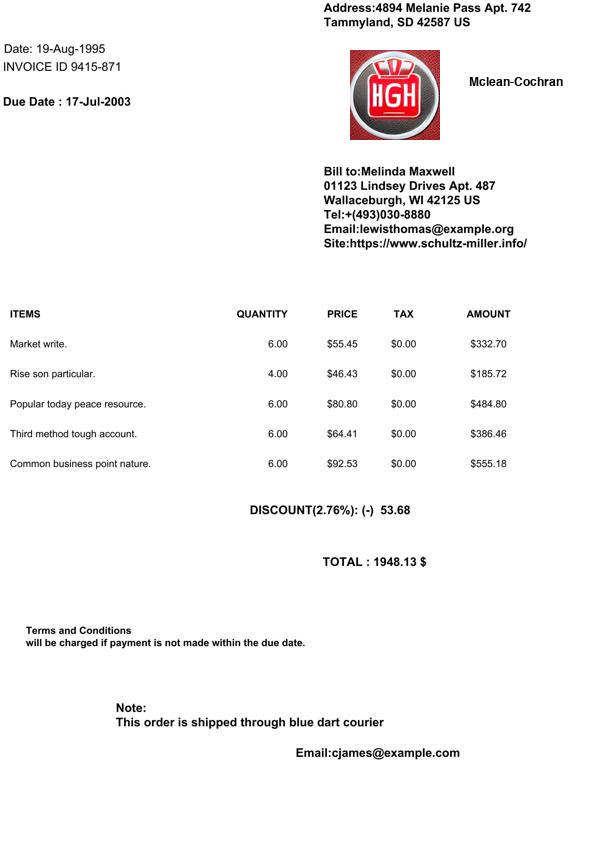 Address:4894 Melanie Pass Apt. 742
Tammyland, SD 42587 US
Date: 19-Aug-1995
INVOICE ID 9415-871
Due Date : 17-Jul-2003
HGH
Mclean-Cochran
Bill to:Melinda Maxwell
01123 Lindsey Drives Apt. 487
Wallaceburgh, WI 42125 US
Tel:+(493)030-8880
Email:lewisthomas@example.org
Site:https://www.schultz-miller.info/
ITEMS QUANTITY PRICE TAX AMOUNT
Market write. 6.00 $55.45 $0.00 $332.70
Rise son particular. 4.00 $46.43 $0.00 $185.72
Popular today peace resource. 6.00 $80.80 $0.00 $484.80
Third method tough account. 6.00 $64.41 $0.00 $386.46
Common business point nature. 6.00 $92.53 $0.00 $555.18
DISCOUNT(2.76%): (-) 53.68
TOTAL : 1948.13 $
Terms and Conditions
will be charged if payment is not made within the due date.
Note:
This order is shipped through blue dart courier
Email:cjames@example.com